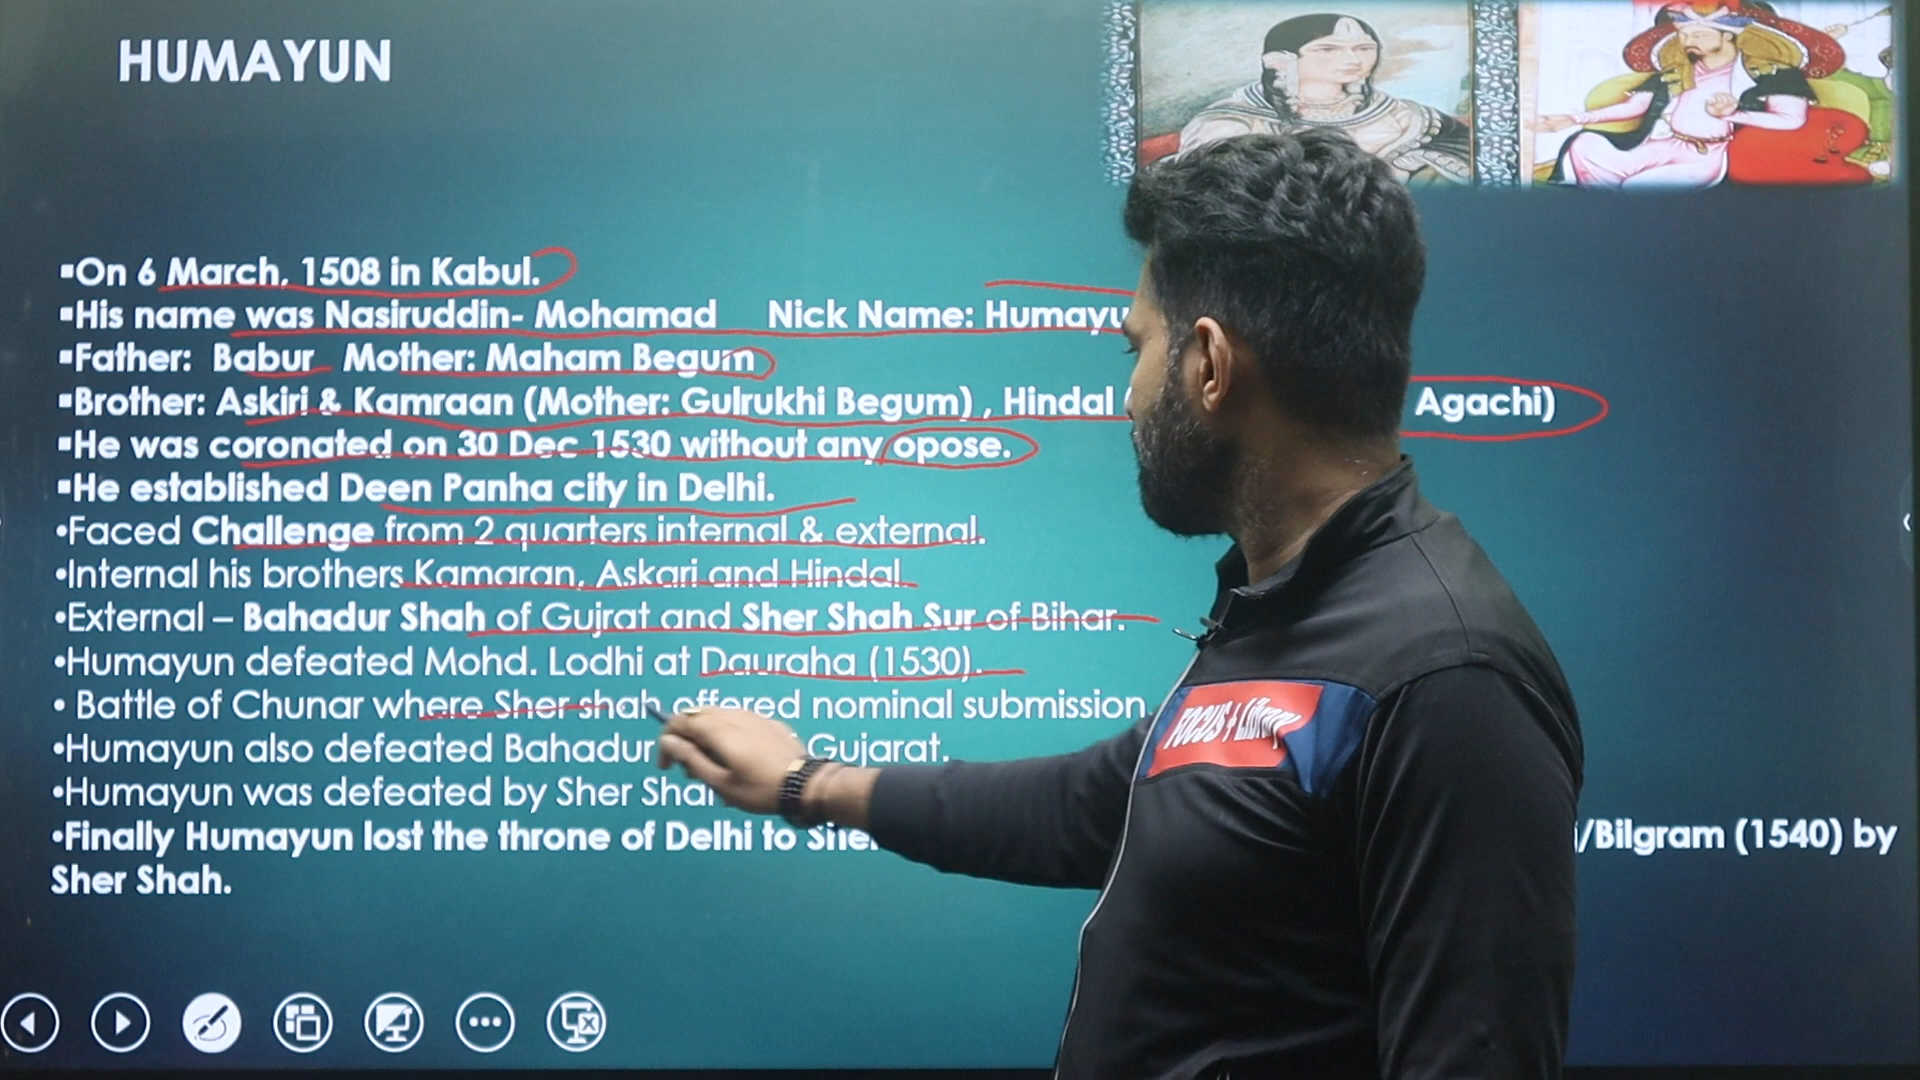 HUMAYUN
▪On 6 March, 1508 in Kabul.
▪His name was Nasiruddin- Mohamad Nick Name: Humayu
▪Father: Babur Mother: Maham Begum
▪Brother: Askiri & Kamraan (Mother: Gulrukhi Begum) , Hindal Agachi)
▪He was coronated on 30 Dec 1530 without any opose.
▪He established Deen Panha city in Delhi.
•Faced Challenge from 2 quarters internal & external.
•Internal his brothers Kamaran, Askari and Hindal.
•External – Bahadur Shah of Gujrat and Sher Shah Sur of Bihar.
•Humayun defeated Mohd. Lodhi at Dauraha (1530).
• Battle of Chunar where Sher shah offered nominal submission.
•Humayun also defeated Bahadur Gujarat.
•Humayun was defeated by Sher Shah
•Finally Humayun lost the throne of Delhi to Sher /Bilgram (1540) by
Sher Shah.
FOCUS 4 Library